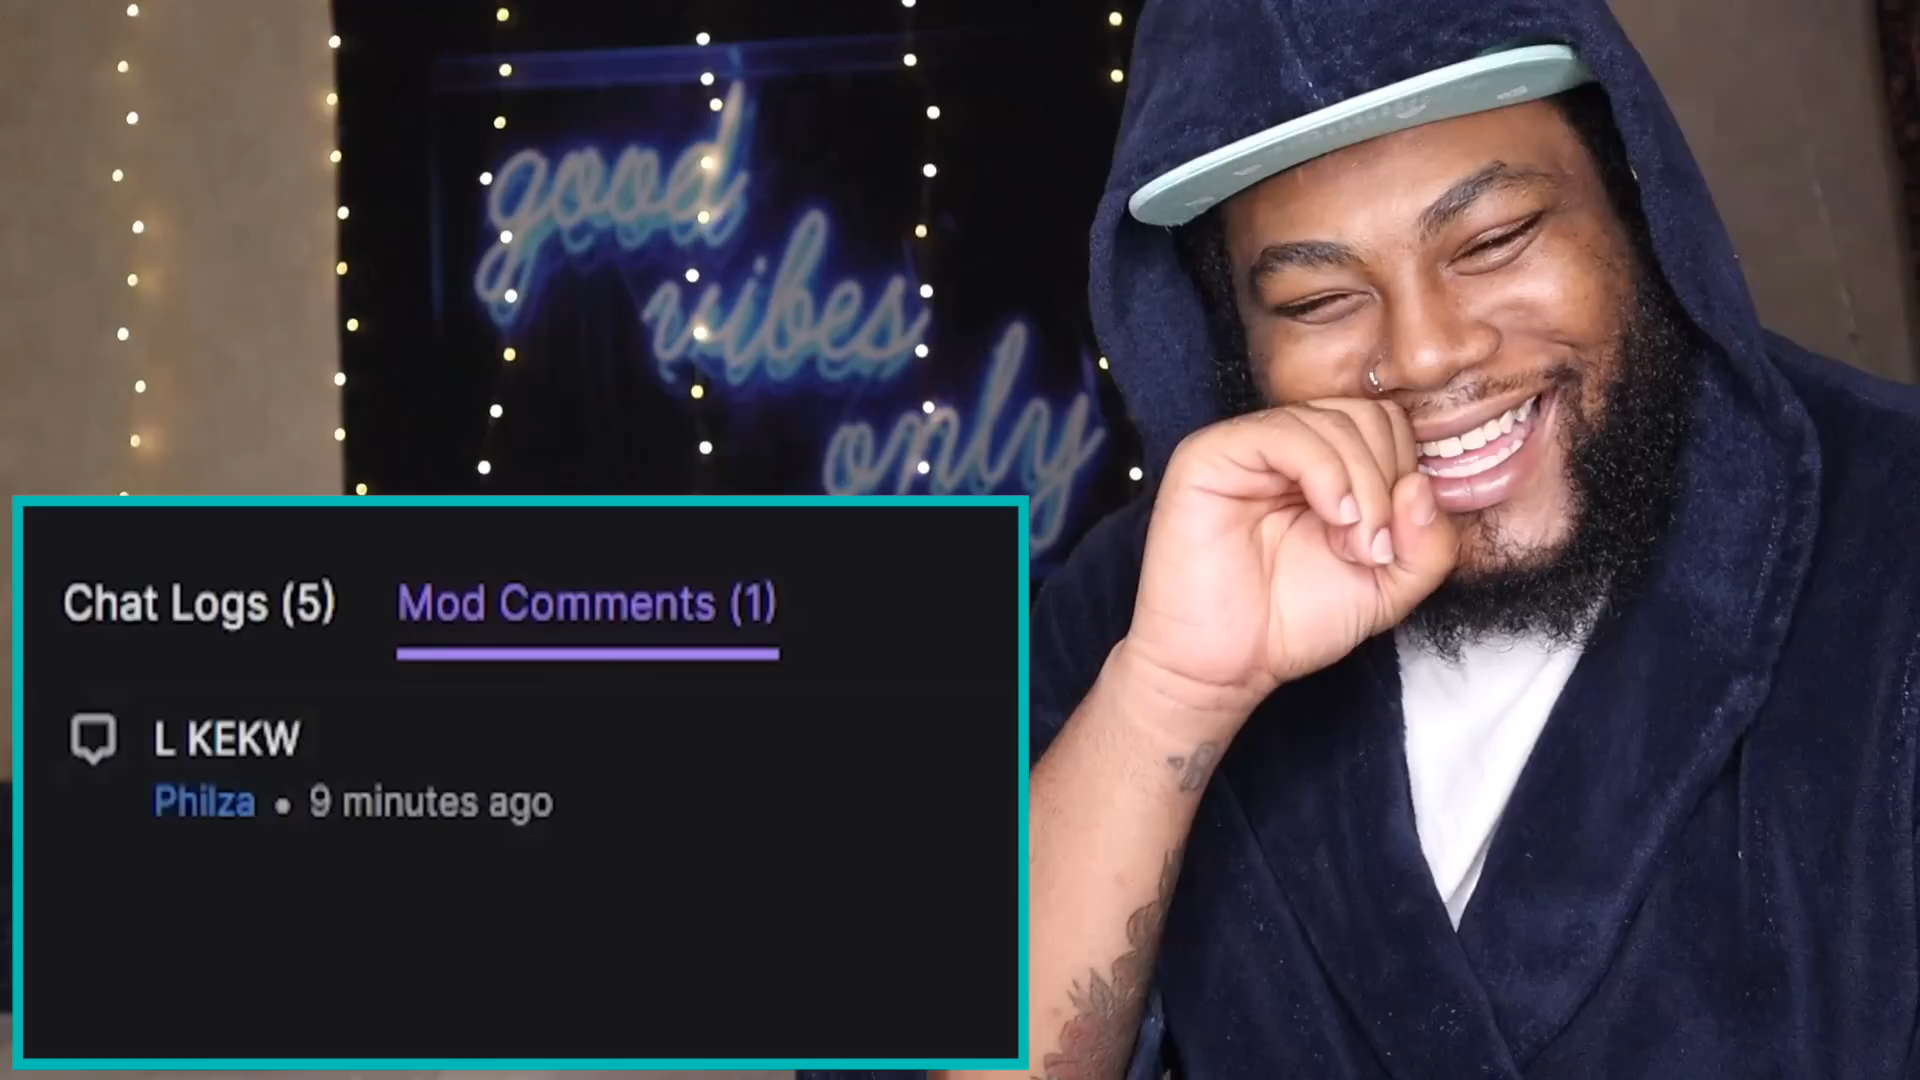 good
vibes
only
Chat Logs (5) Mod Comments (1)
L KEKW
Philza • 9 minutes ago